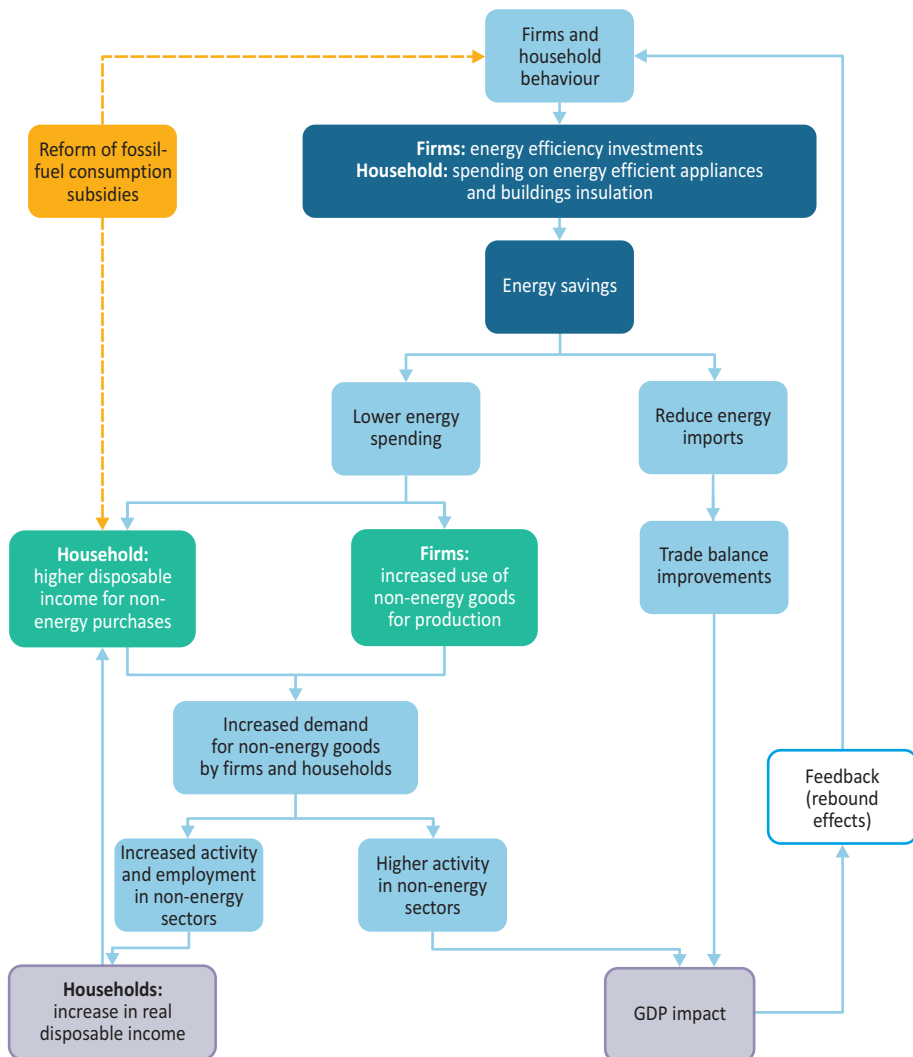 Firms and
household
behaviour
Reform of fossil-
fuel consumption
subsidies
Firms: energy efficiency investments
Household: spending on energy efficient appliances
and buildings insulation
Energy savings
Lower energy
spending
Reduce energy
imports
Household:
higher disposable
income for non-
energy purchases
Firms:
increased use of
non-energy goods
for production
Trade balance
improvements
Increased demand
for non-energy goods
by firms and households
Feedback
(rebound
effects)
Increased activity
and employment
in non-energy
sectors
Higher activity
in non-energy
sectors
Households:
increase in real
disposable income
GDP impact